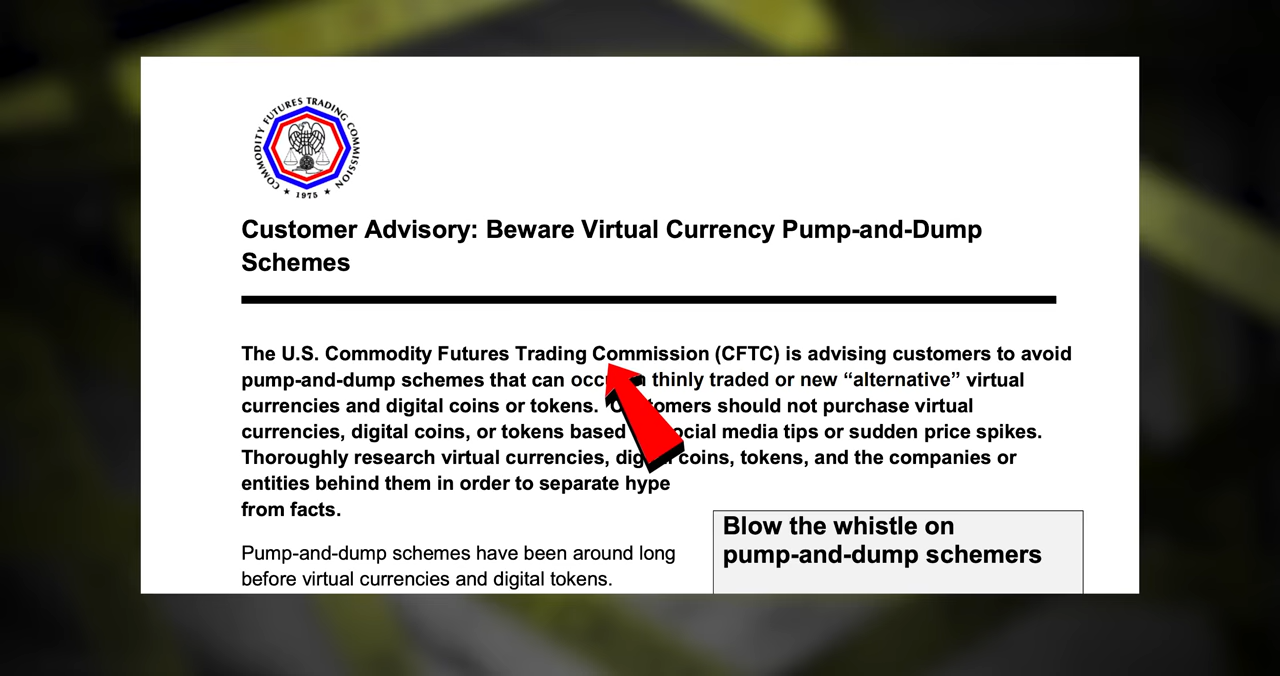 COMMODITY FUTURES TRADING COMMISSION
★ 1975 ★
Customer Advisory: Beware Virtual Currency Pump-and-Dump
Schemes
The U.S. Commodity Futures Trading Commission (CFTC) is advising customers to avoid
pump-and-dump schemes that can thinly traded or new “alternative” virtual
currencies and digital coins or tokens. Customers should not purchase virtual
currencies, digital coins, or tokens based social media tips or sudden price spikes.
Thoroughly research virtual currencies, digital coins, tokens, and the companies or
entities behind them in order to separate hype
from facts.
Pump-and-dump schemes have been around long
before virtual currencies and digital tokens.
Blow the whistle on
pump-and-dump schemers